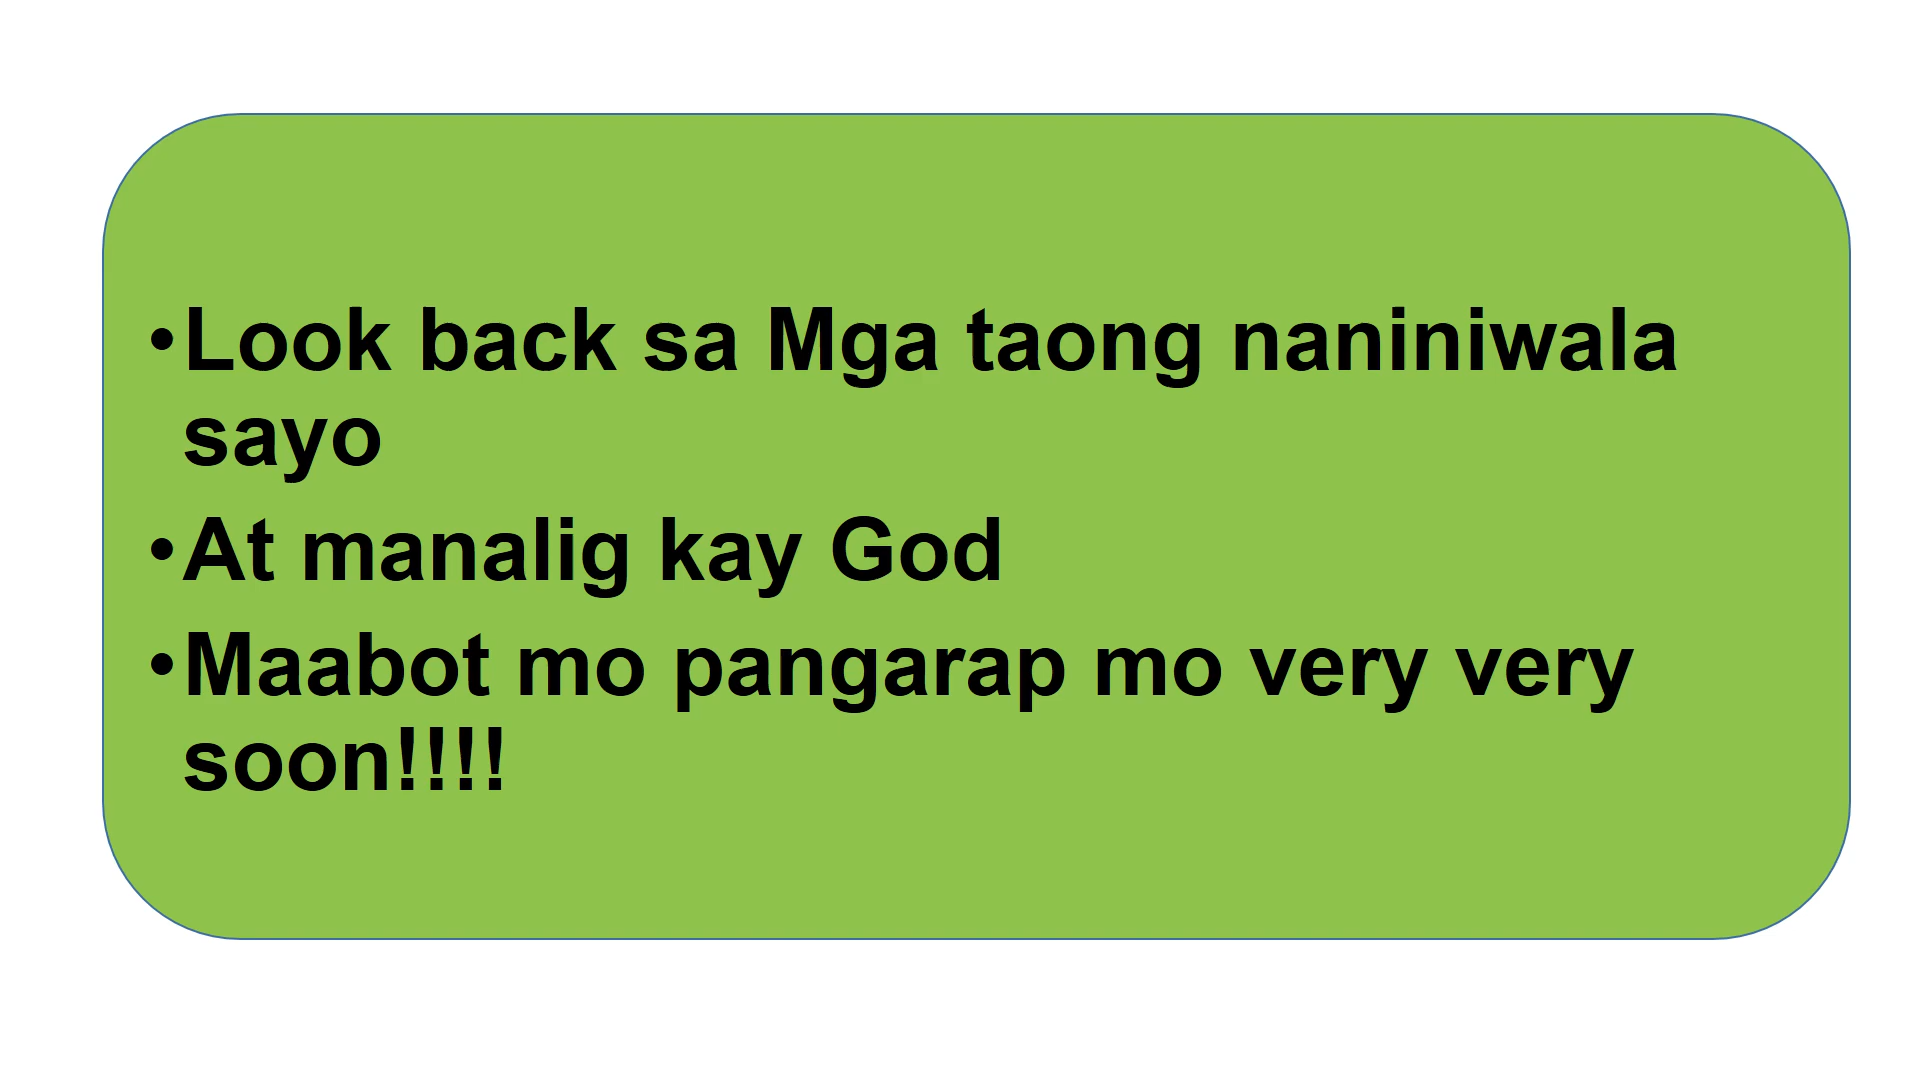 •Look back sa Mga taong naniniwala
sayo
•At manalig kay God
•Maabot mo pangarap mo very very
soon!!!!